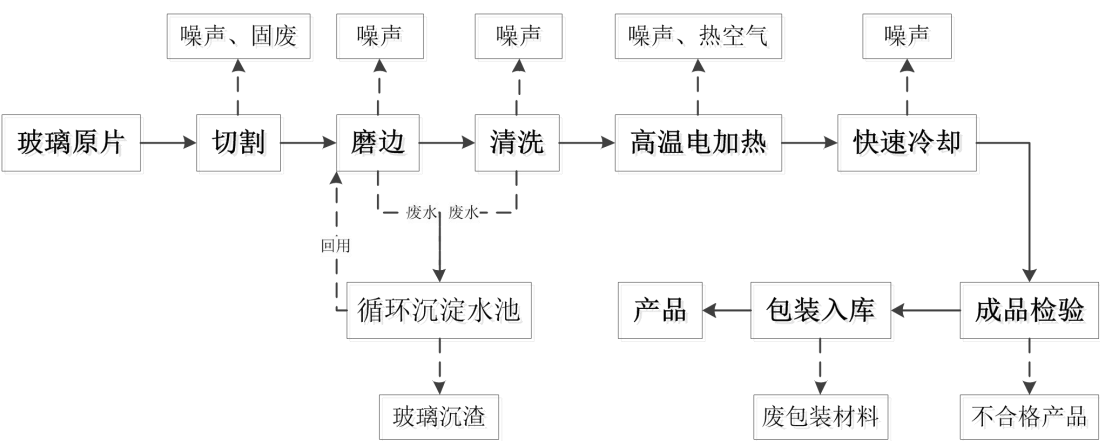 噪声、固废
噪声
噪声
噪声、热空气
噪声
玻璃原片
切割
磨边
清洗
高温电加热
快速冷却
废水
废水
回用
循环沉淀水池
产品
包装入库
成品检验
玻璃沉渣
废包装材料
不合格产品